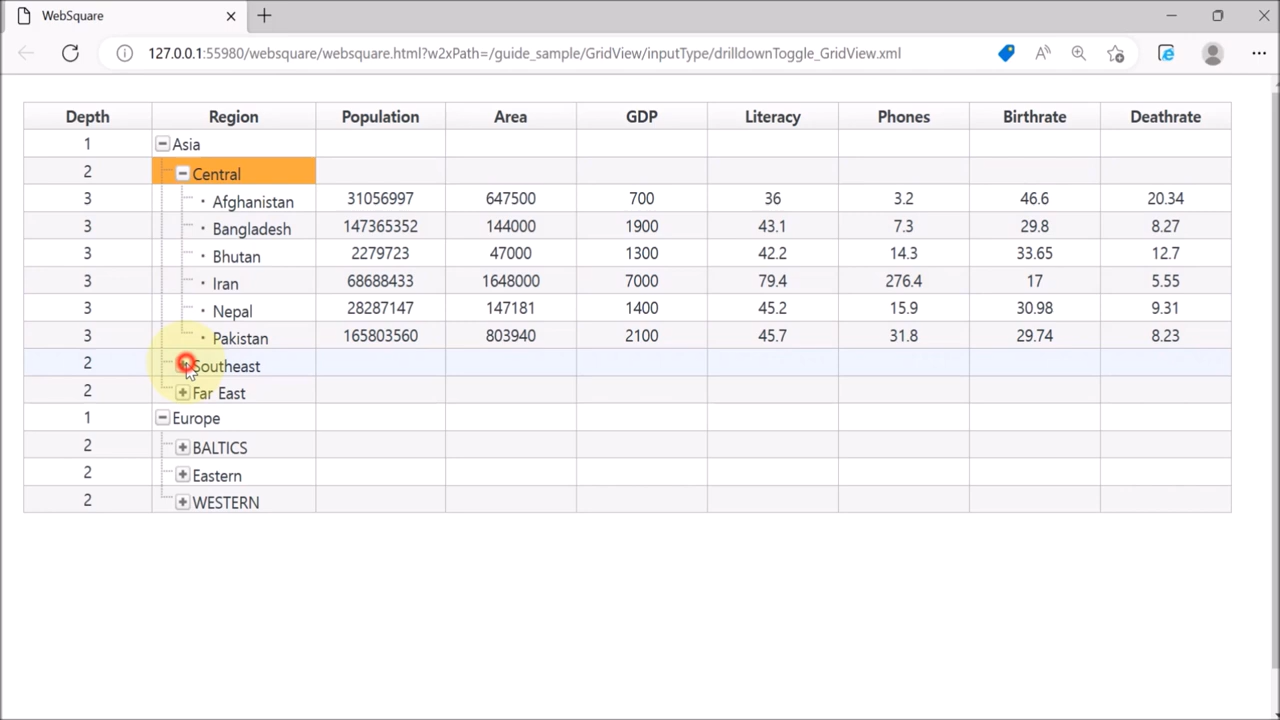 WebSquare
127.0.0.1:55980/websquare/websquare.html?w2xPath=/guide_sample/GridView/inputType/drilldownToggle_GridView.xml
Depth Region Population Area GDP Literacy Phones Birthrate Deathrate
1 Asia
2 Central
3 Afghanistan 31056997 647500 700 36 3.2 46.6 20.34
3 Bangladesh 147365352 144000 1900 43.1 7.3 29.8 8.27
3 Bhutan 2279723 47000 1300 42.2 14.3 33.65 12.7
3 Iran 68688433 1648000 7000 79.4 276.4 17 5.55
3 Nepal 28287147 147181 1400 45.2 15.9 30.98 9.31
3 Pakistan 165803560 803940 2100 45.7 31.8 29.74 8.23
2 Southeast
2 Far East
1 Europe
2 BALTICS
2 Eastern
2 WESTERN